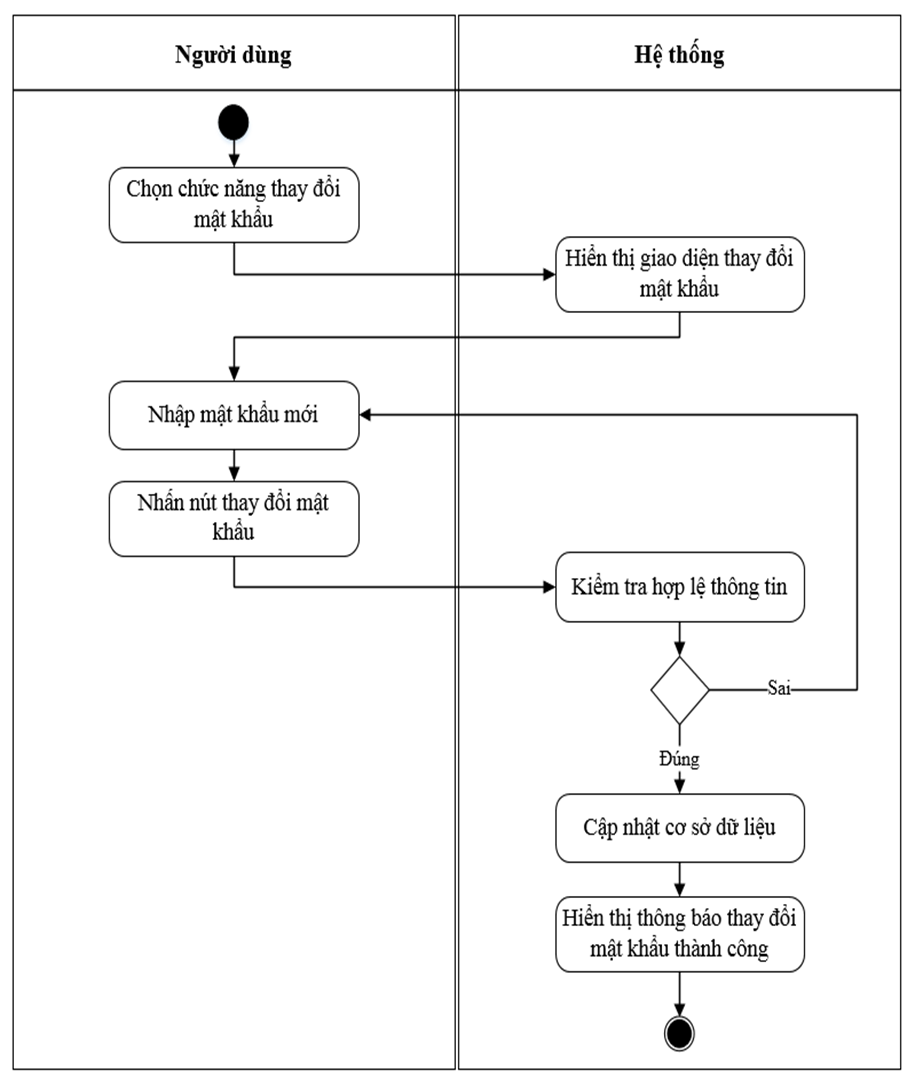 Người dùng
Hệ thống
Chọn chức năng thay đổi
mật khẩu
Hiển thị giao diện thay đổi
mật khẩu
Nhập mật khẩu mới
Nhấn nút thay đổi mật
khẩu
Kiểm tra hợp lệ thông tin
Sai
Đúng
Cập nhật cơ sở dữ liệu
Hiển thị thông báo thay đổi
mật khẩu thành công